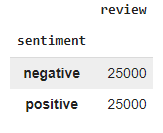 review
sentiment
negative 25000
positive 25000